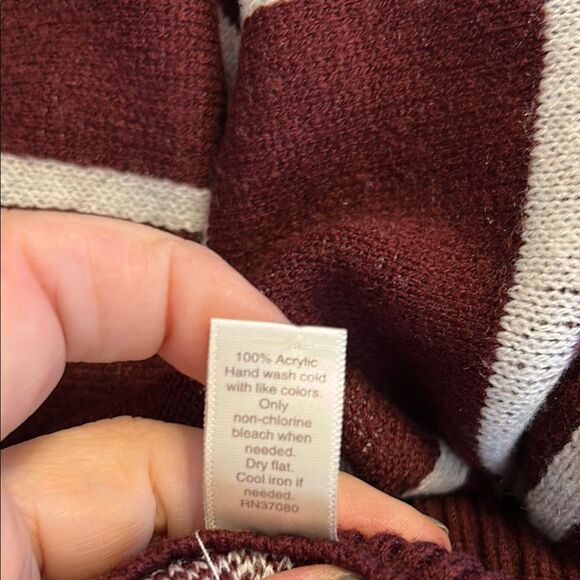 100% Acrylic
Hand wash cold
with like colors.
Only
non-chlorine
bleach when
needed.
Dry flat.
Cool iron if
needed.
RN37080